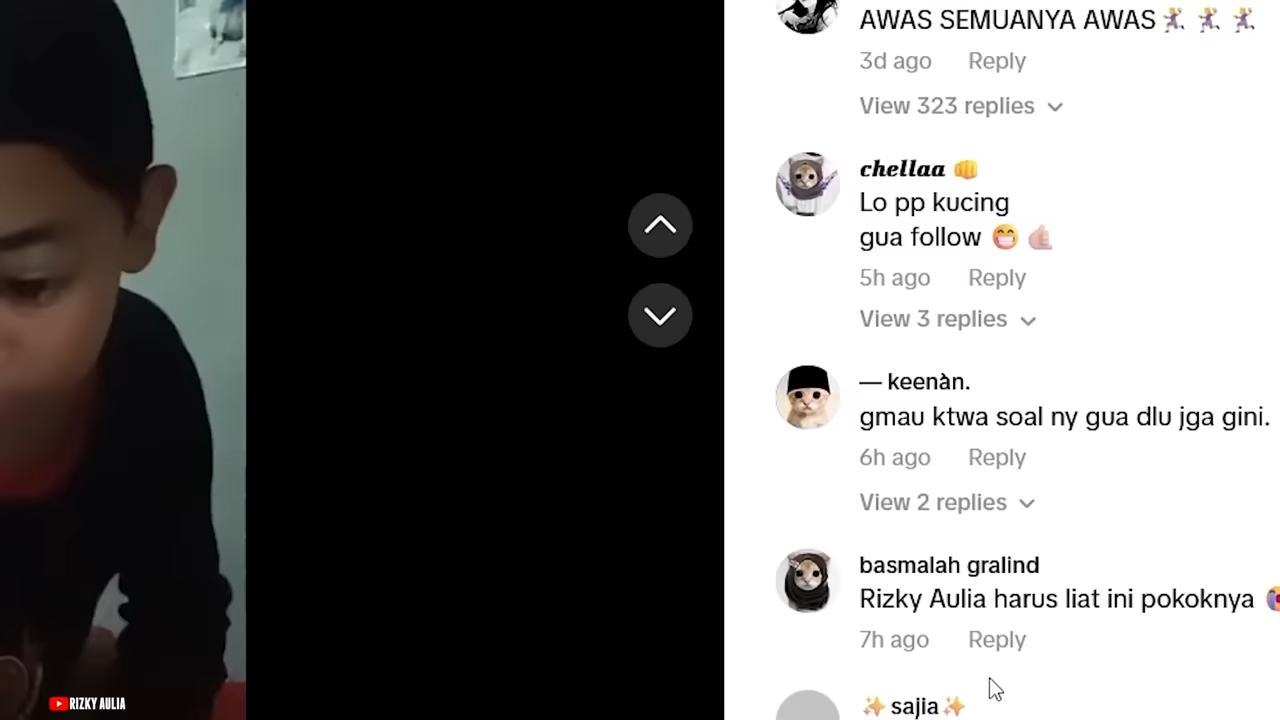 AWAS SEMUANYA AWAS🏃🏼‍♀️ 🏃🏼‍♀️ 🏃🏼‍♀️
3d ago Reply
View 323 replies
chellaa 👊
Lo pp kucing
gua follow 😁 🤙🏻
5h ago Reply
View 3 replies
— keenàn.
gmau ktwa soal ny gua dlu jga gini.
6h ago Reply
View 2 replies
basmalah gralind
Rizky Aulia harus liat ini pokoknya
7h ago Reply
✨ sajia✨
RIZKY AULIA